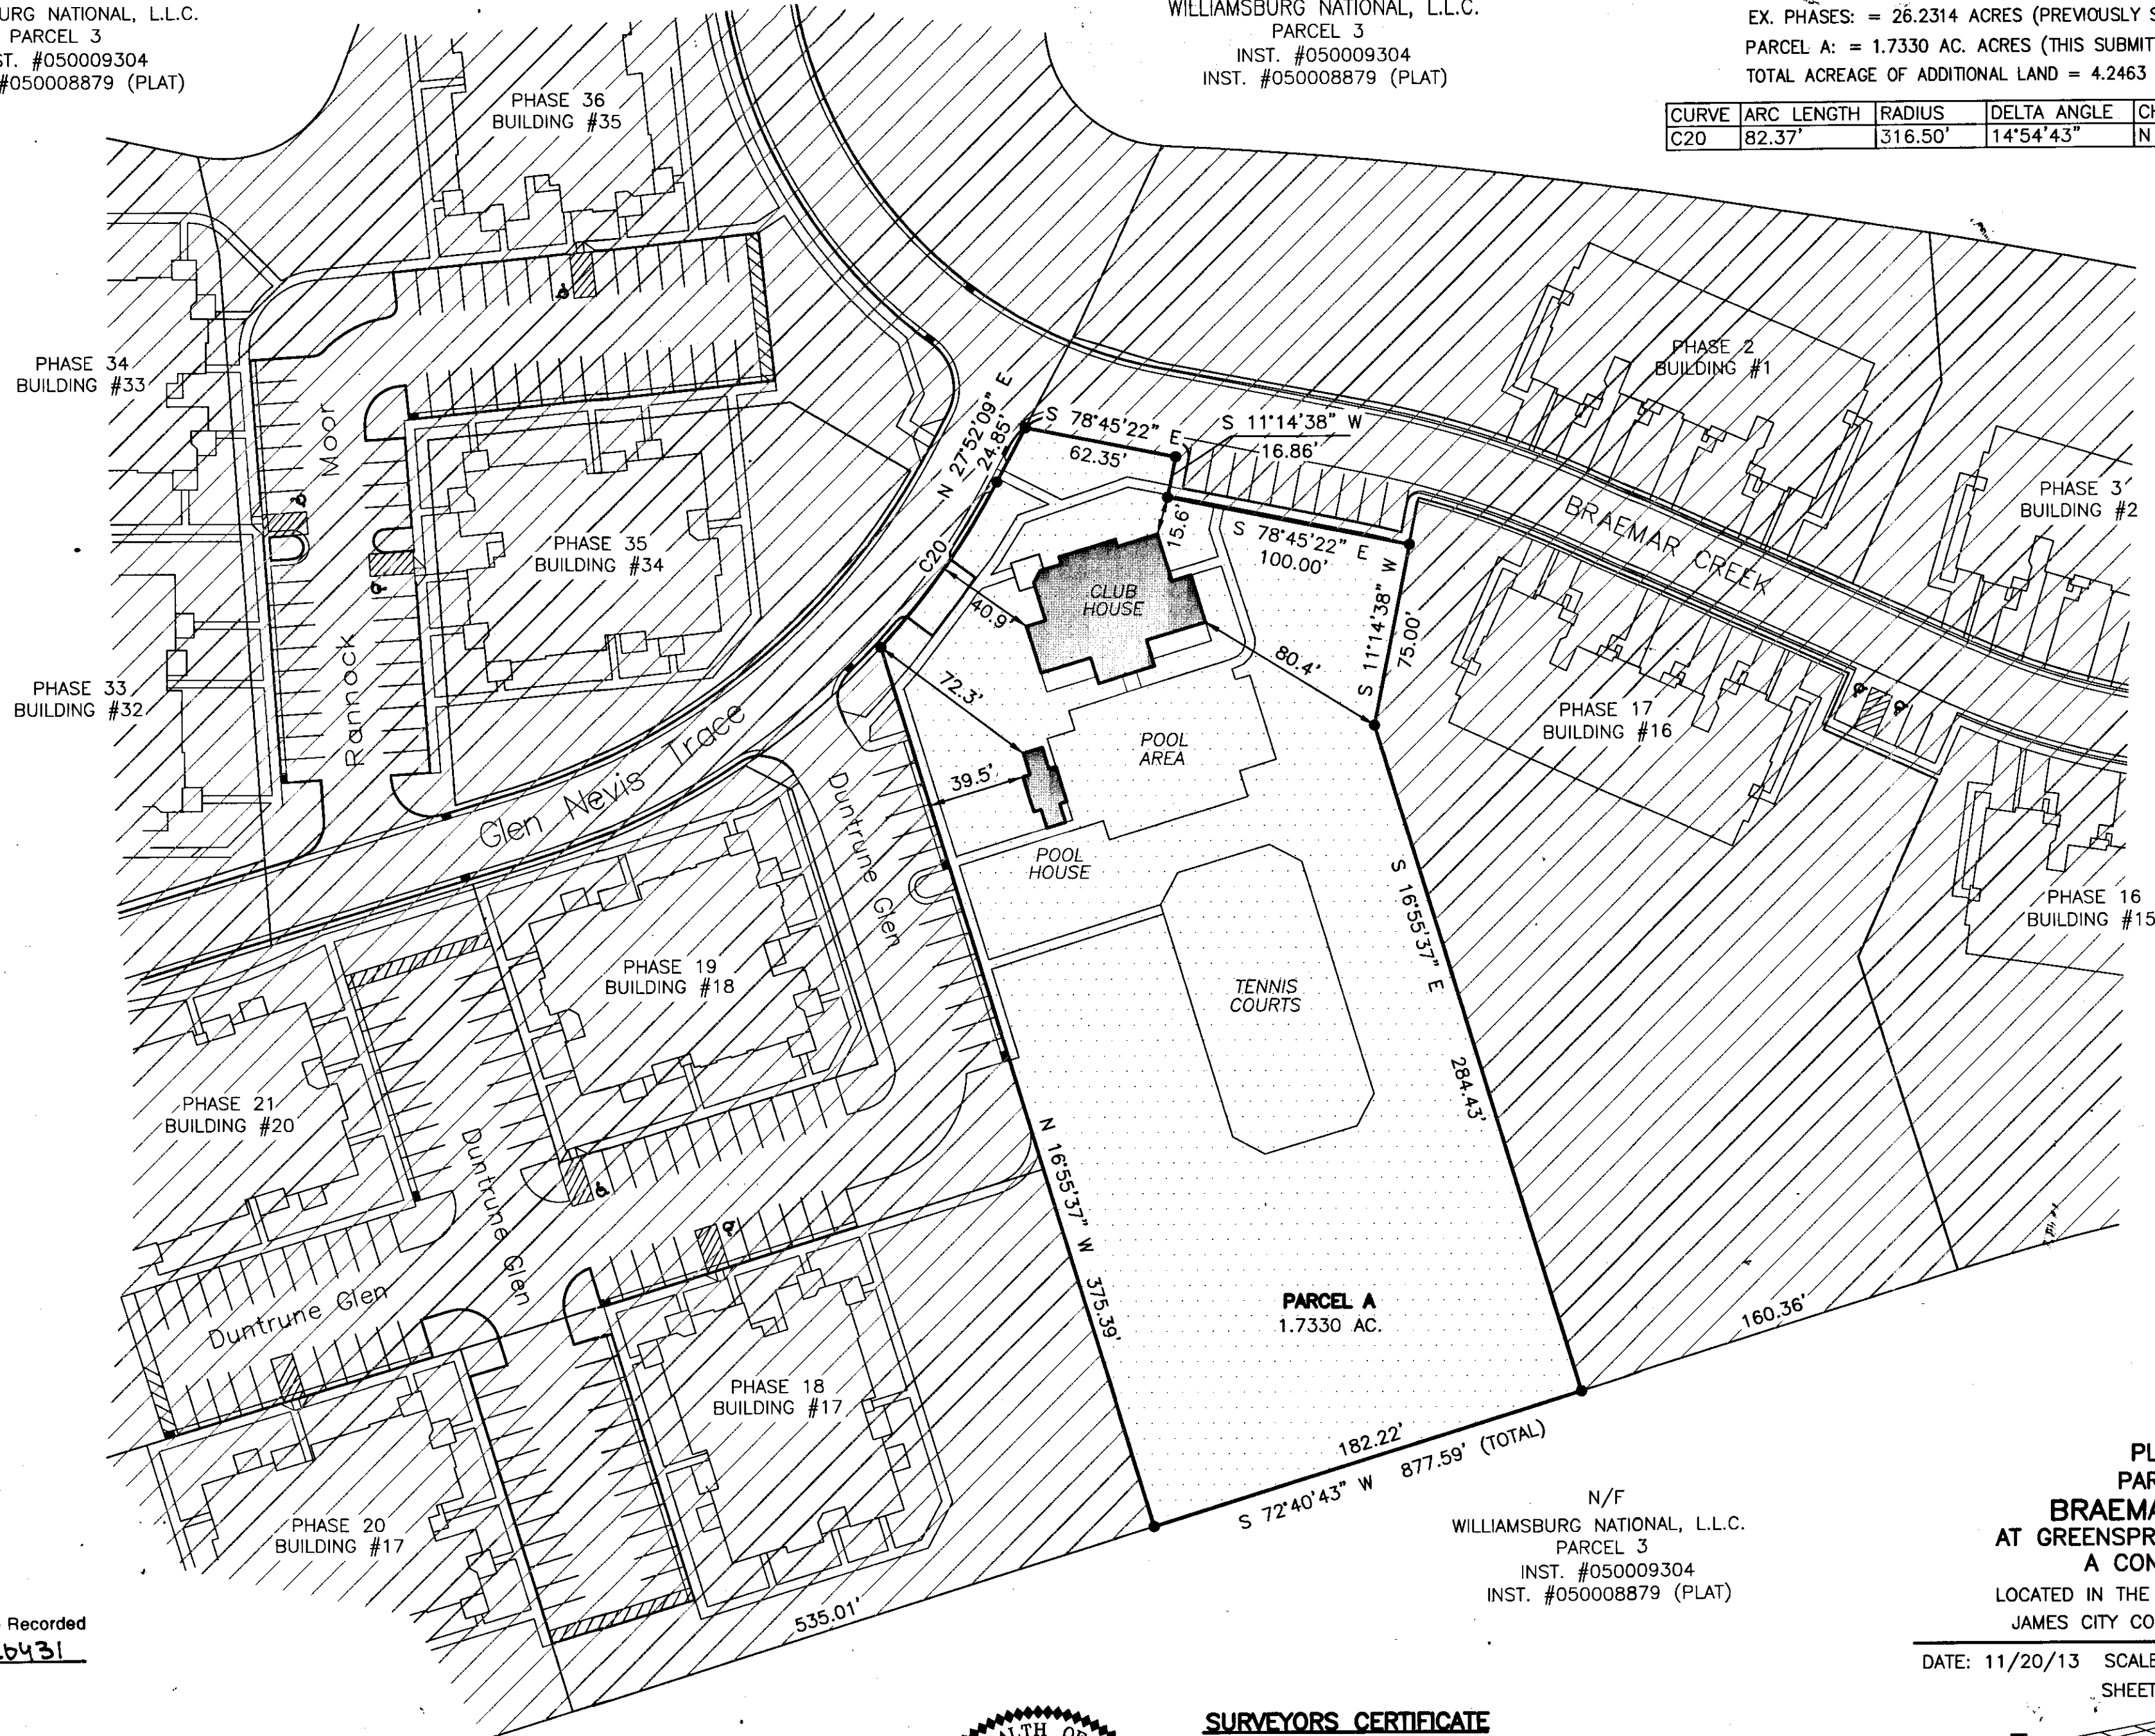 URG NATIONAL, L.L.C.
PARCEL 3
ST. #050009304
#050008879 (PLAT)
WILLIAMSBURG NATIONAL, L.L.C.
PARCEL 3
INST. #050009304
INST. #050008879 (PLAT)
EX. PHASES: = 26.2314 ACRES (PREVIOUSLY S
PARCEL A: = 1.7330 AC. ACRES (THIS SUBMIT
TOTAL ACREAGE OF ADDITIONAL LAND = 4.2463
CURVE ARC LENGTH RADIUS DELTA ANGLE CH
C20 82.37' 316.50' 14°54'43" N
PHASE 36
BUILDING #35
PHASE 34
BUILDING #33
PHASE 2
BUILDING #1
PHASE 3
BUILDING #2
Rannock Moor
PHASE 35
BUILDING #34
PHASE 33
BUILDING #32
N 27°52'09" E
24.85'
S 78°45'22" E
62.35'
S 11°14'38" W
16.86'
15.6'
S 78°45'22" E
100.00'
S 11°14'38" W
75.00'
C20
40.9'
CLUB
HOUSE
80.4'
72.3'
39.5'
POOL
AREA
POOL
HOUSE
BRAEMAR CREEK
PHASE 17
BUILDING #16
PHASE 16
BUILDING #15
Glen Nevis Trace
Duntrune Glen
PHASE 19
BUILDING #18
TENNIS
COURTS
S 16°55'37" E
284.43'
PHASE 21
BUILDING #20
Duntrune Glen
N 16°55'37" W
375.39'
Duntrune Glen
PARCEL A
1.7330 AC.
160.36'
PHASE 18
BUILDING #17
182.22'
S 72°40'43" W 877.59' (TOTAL)
PHASE 20
BUILDING #17
535.01'
N/F
WILLIAMSBURG NATIONAL, L.L.C.
PARCEL 3
INST. #050009304
INST. #050008879 (PLAT)
PL
PAR
BRAEMA
AT GREENSPR
A CON
LOCATED IN THE
JAMES CITY CO
DATE: 11/20/13 SCALE
SHEET
Recorded
6431
ALTH OF
SURVEYORS CERTIFICATE